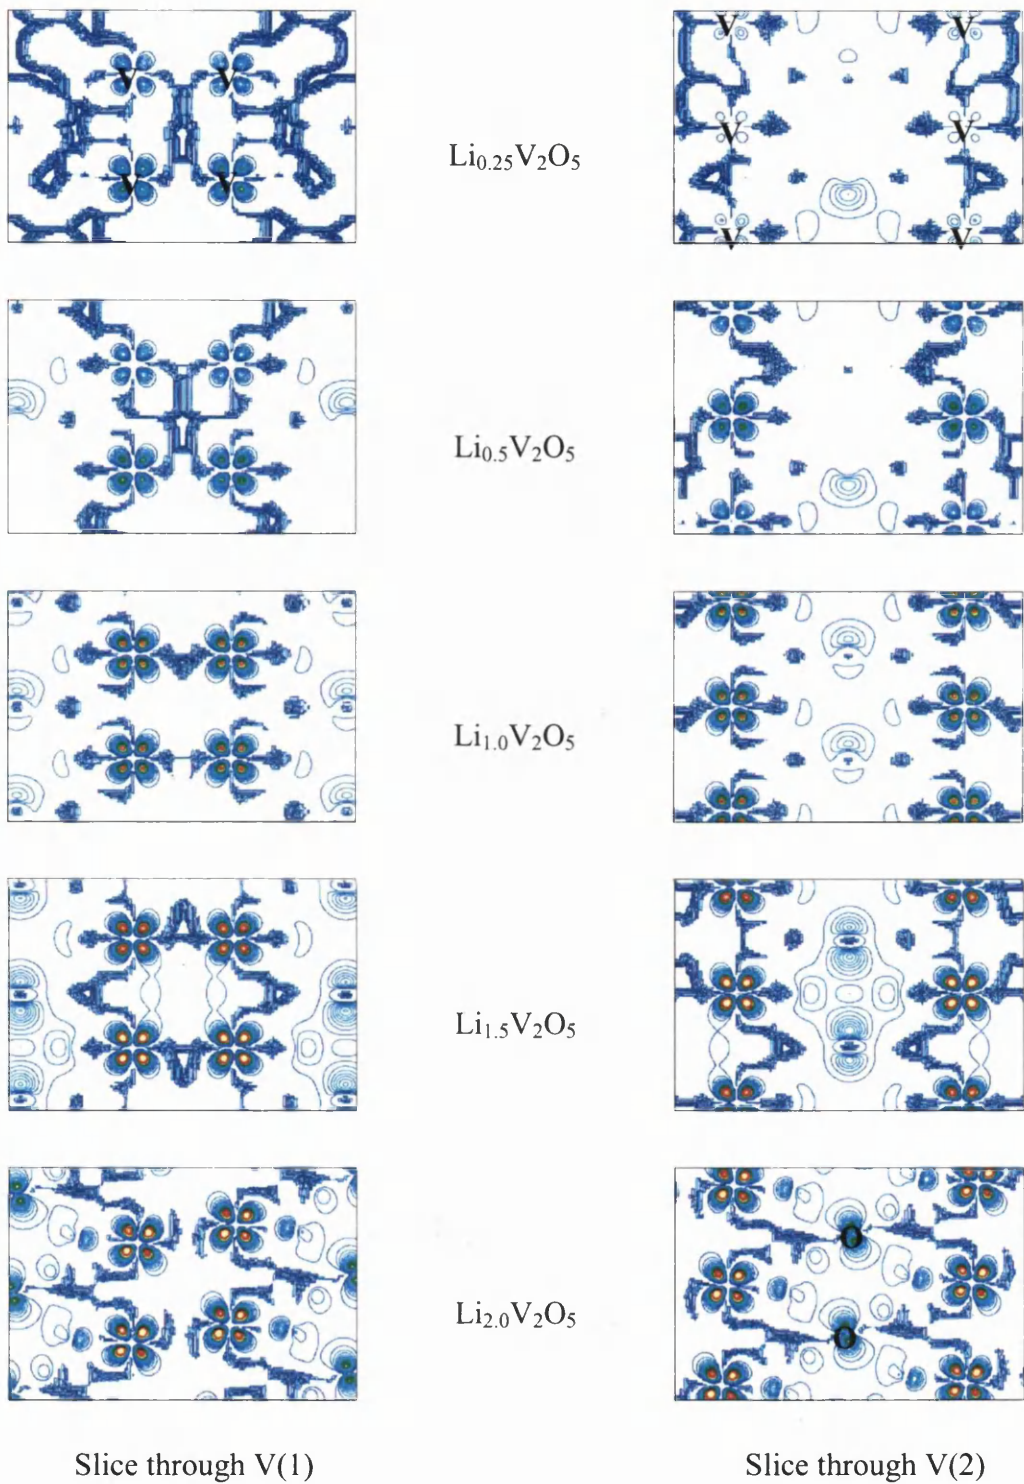 V V
V V
V V
V V
V V
Li₀.₂₅V₂O₅
Li₀.₅V₂O₅
Li₁.₀V₂O₅
Li₁.₅V₂O₅
Li₂.₀V₂O₅
O
O
Slice through V(1)
Slice through V(2)